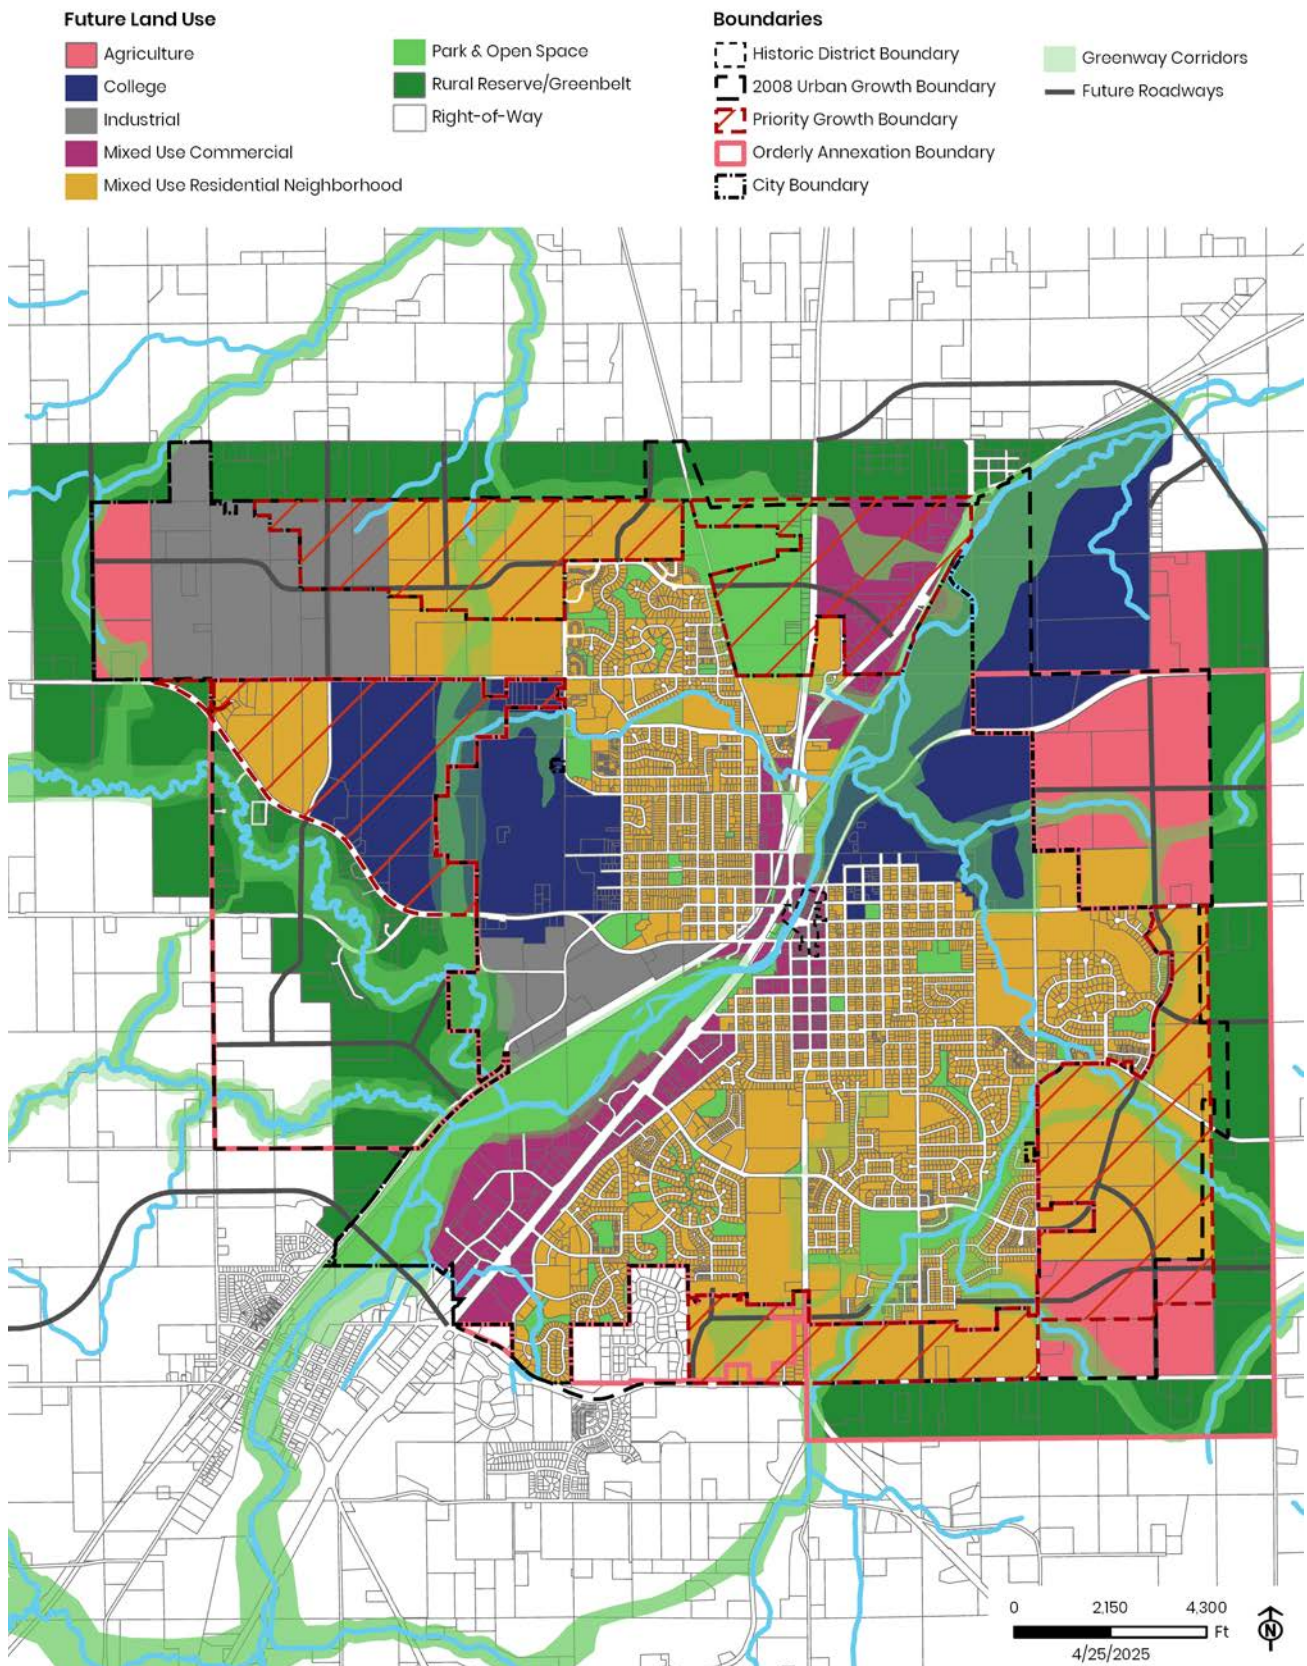 Future Land Use
Agriculture
College
Industrial
Mixed Use Commercial
Mixed Use Residential Neighborhood
Park & Open Space
Rural Reserve/Greenbelt
Right-of-Way
Boundaries
Historic District Boundary
2008 Urban Growth Boundary
Priority Growth Boundary
Orderly Annexation Boundary
City Boundary
Greenway Corridors
Future Roadways
0 2,150 4,300
Ft
4/25/2025
N